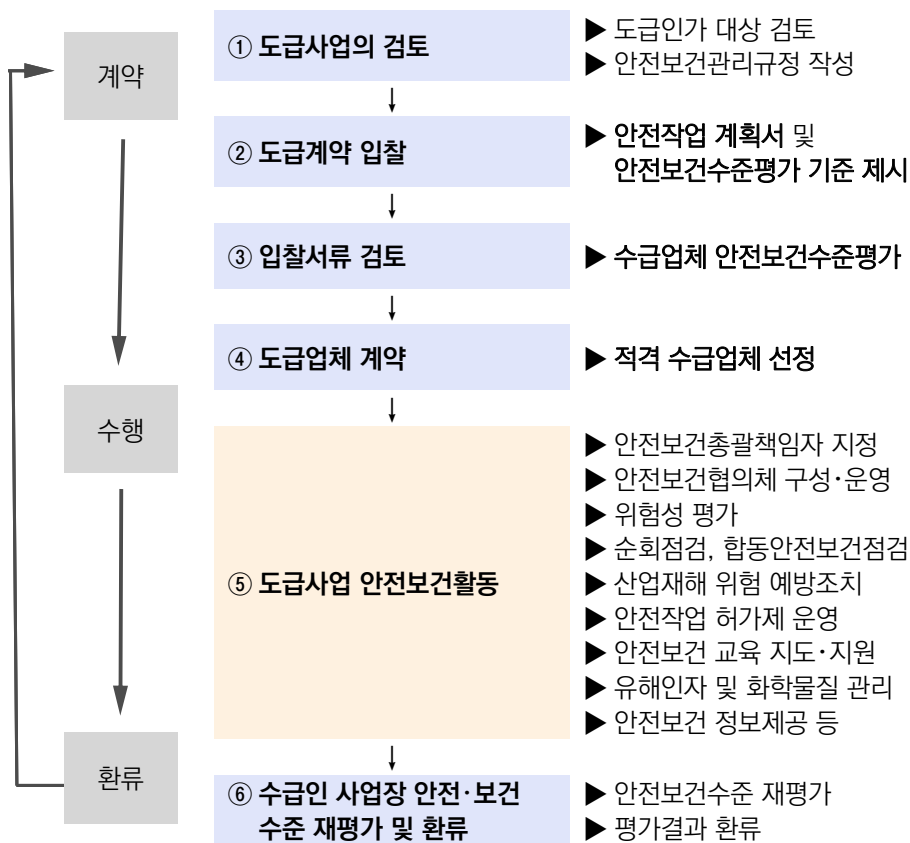 계약
① 도급사업의 검토
▶ 도급인가 대상 검토
▶ 안전보건관리규정 작성
② 도급계약 입찰
▶ 안전작업 계획서 및
안전보건수준평가 기준 제시
③ 입찰서류 검토
▶ 수급업체 안전보건수준평가
④ 도급업체 계약
▶ 적격 수급업체 선정
수행
⑤ 도급사업 안전보건활동
▶ 안전보건총괄책임자 지정
▶ 안전보건협의체 구성·운영
▶ 위험성 평가
▶ 순회점검, 합동안전보건점검
▶ 산업재해 위험 예방조치
▶ 안전작업 허가제 운영
▶ 안전보건 교육 지도·지원
▶ 유해인자 및 화학물질 관리
▶ 안전보건 정보제공 등
환류
⑥ 수급인 사업장 안전·보건
수준 재평가 및 환류
▶ 안전보건수준 재평가
▶ 평가결과 환류